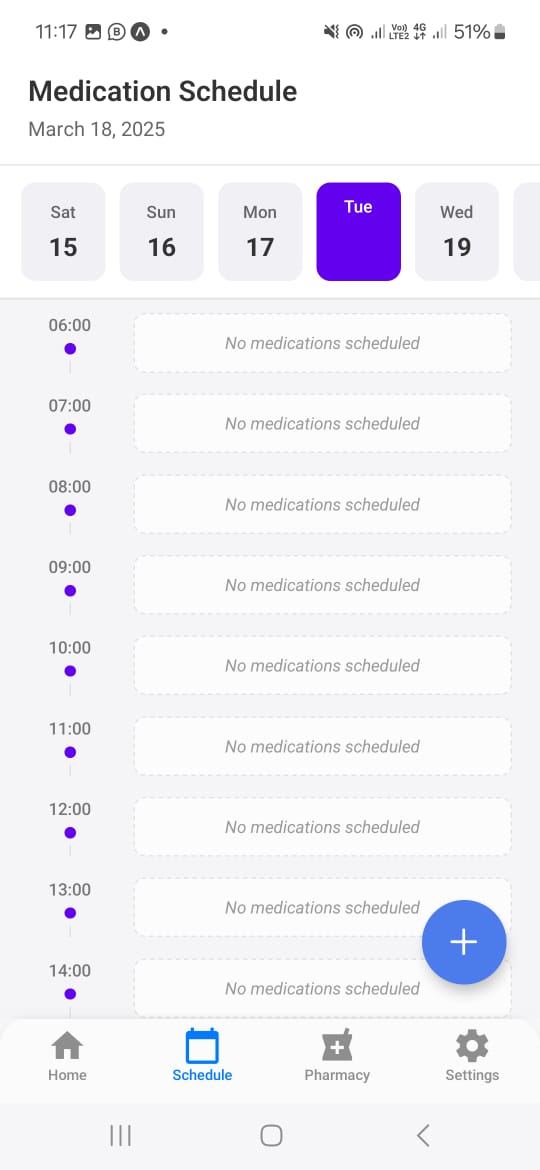 11:17
Vo))
LTE2
4G
51%
Medication Schedule
March 18, 2025
Sat
15
Sun
16
Mon
17
Tue
Wed
19
06:00
No medications scheduled
07:00
No medications scheduled
08:00
No medications scheduled
09:00
No medications scheduled
10:00
No medications scheduled
11:00
No medications scheduled
12:00
No medications scheduled
13:00
No medications scheduled
14:00
No medications scheduled
Home
Schedule
Pharmacy
Settings